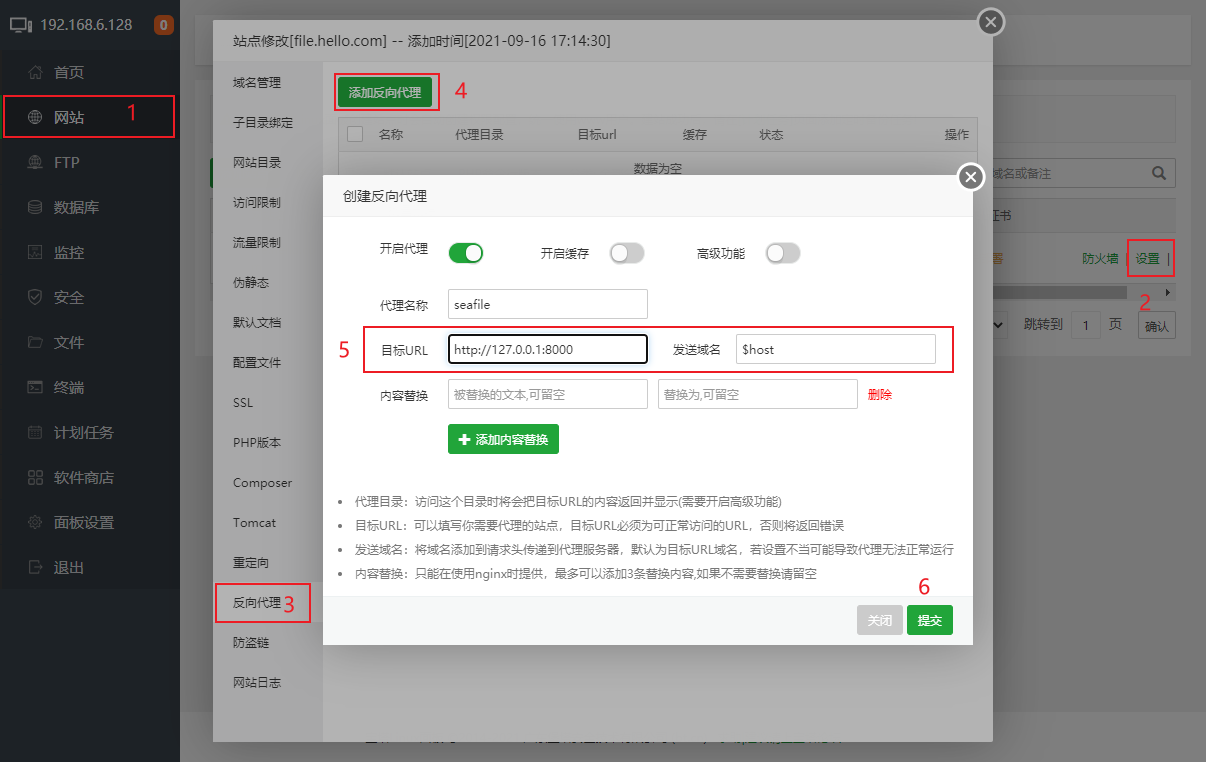 192.168.6.128 0
首页
网站 1
FTP
数据库
监控
安全
文件
终端
计划任务
软件商店
面板设置
退出
站点修改[file.hello.com] -- 添加时间[2021-09-16 17:14:30]
域名管理
子目录绑定
网站目录
访问限制
流量限制
伪静态
默认文档
配置文件
SSL
PHP版本
Composer
Tomcat
重定向
反向代理 3
防盗链
网站日志
添加反向代理 4
名称 代理目录 目标url 缓存 状态 操作
数据为空
创建反向代理
开启代理 开启缓存 高级功能
代理名称 seafile
5 目标URL http://127.0.0.1:8000 发送域名 $host
内容替换 被替换的文本,可留空 替换为,可留空 删除
添加内容替换
代理目录：访问这个目录时将会把目标URL的内容返回并显示(需要开启高级功能)
目标URL：可以填写你需要代理的站点，目标URL必须为可正常访问的URL，否则将返回错误
发送域名：将域名添加到请求头传递到代理服务器，默认为目标URL域名，若设置不当可能导致代理无法正常运行
内容替换：只能在使用nginx时提供，最多可以添加3条替换内容,如果不需要替换请留空
6
关闭 提交
域名或备注
证书
防火墙 | 设置 |
2
跳转到 1 页 确认